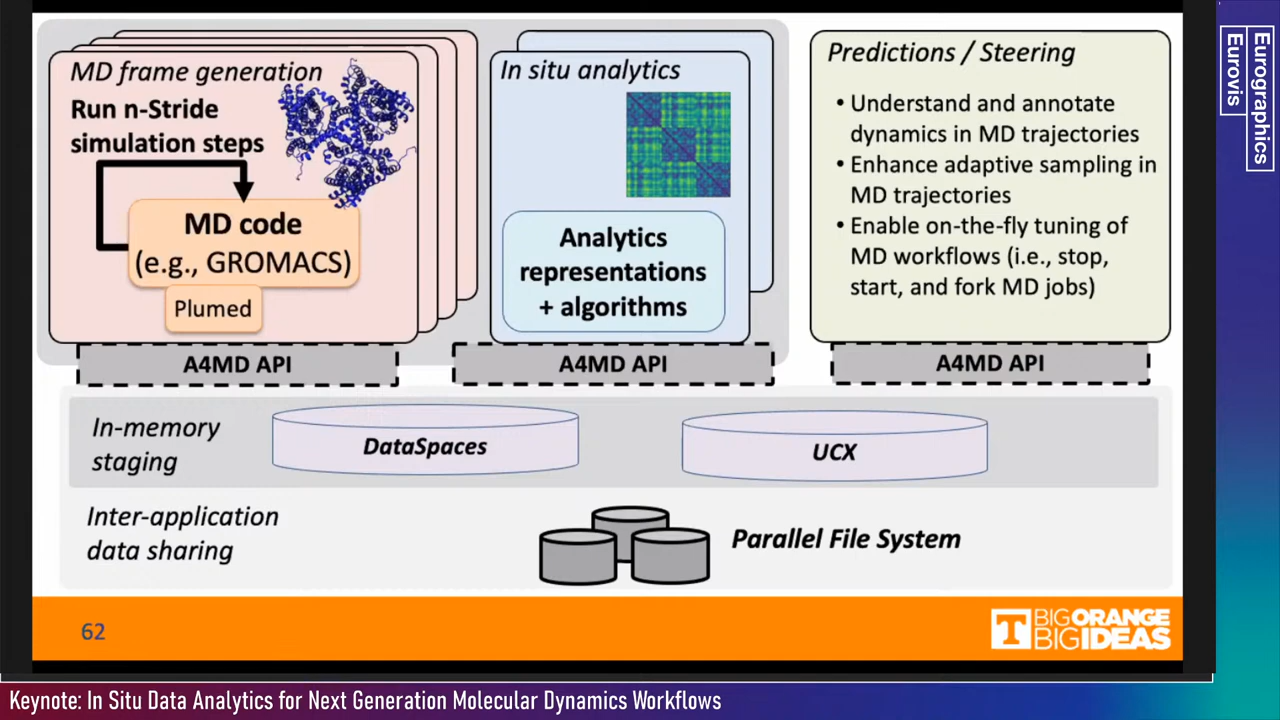 MD frame generation
Run n-Stride
simulation steps
MD code
(e.g., GROMACS)
Plumed
A4MD API
In situ analytics
Analytics
representations
+ algorithms
A4MD API
Predictions / Steering
• Understand and annotate
dynamics in MD trajectories
• Enhance adaptive sampling in
MD trajectories
• Enable on-the-fly tuning of
MD workflows (i.e., stop,
start, and fork MD jobs)
A4MD API
In-memory
staging
DataSpaces
UCX
Inter-application
data sharing
Parallel File System
62
T
BIGORANGE
BIGIDEAS
Eurographics
Eurovis
Keynote: In Situ Data Analytics for Next Generation Molecular Dynamics Workflows